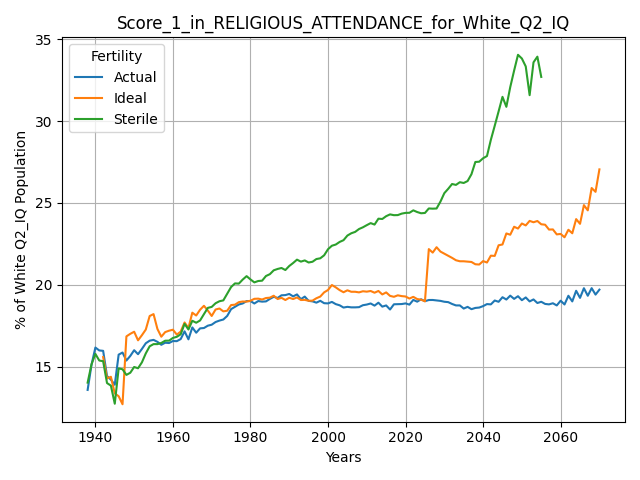 Score_1_in_RELIGIOUS_ATTENDANCE_for_White_Q2_IQ
% of White Q2_IQ Population
35
30
25
20
15
Fertility
Actual
Ideal
Sterile
1940 1960 1980 2000 2020 2040 2060
Years